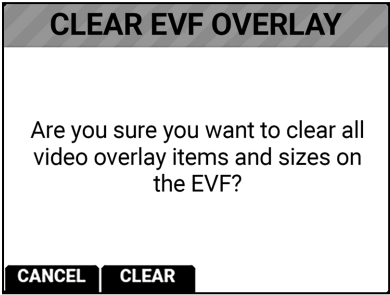 CLEAR EVF OVERLAY
Are you sure you want to clear all
video overlay items and sizes on
the EVF?
CANCEL CLEAR